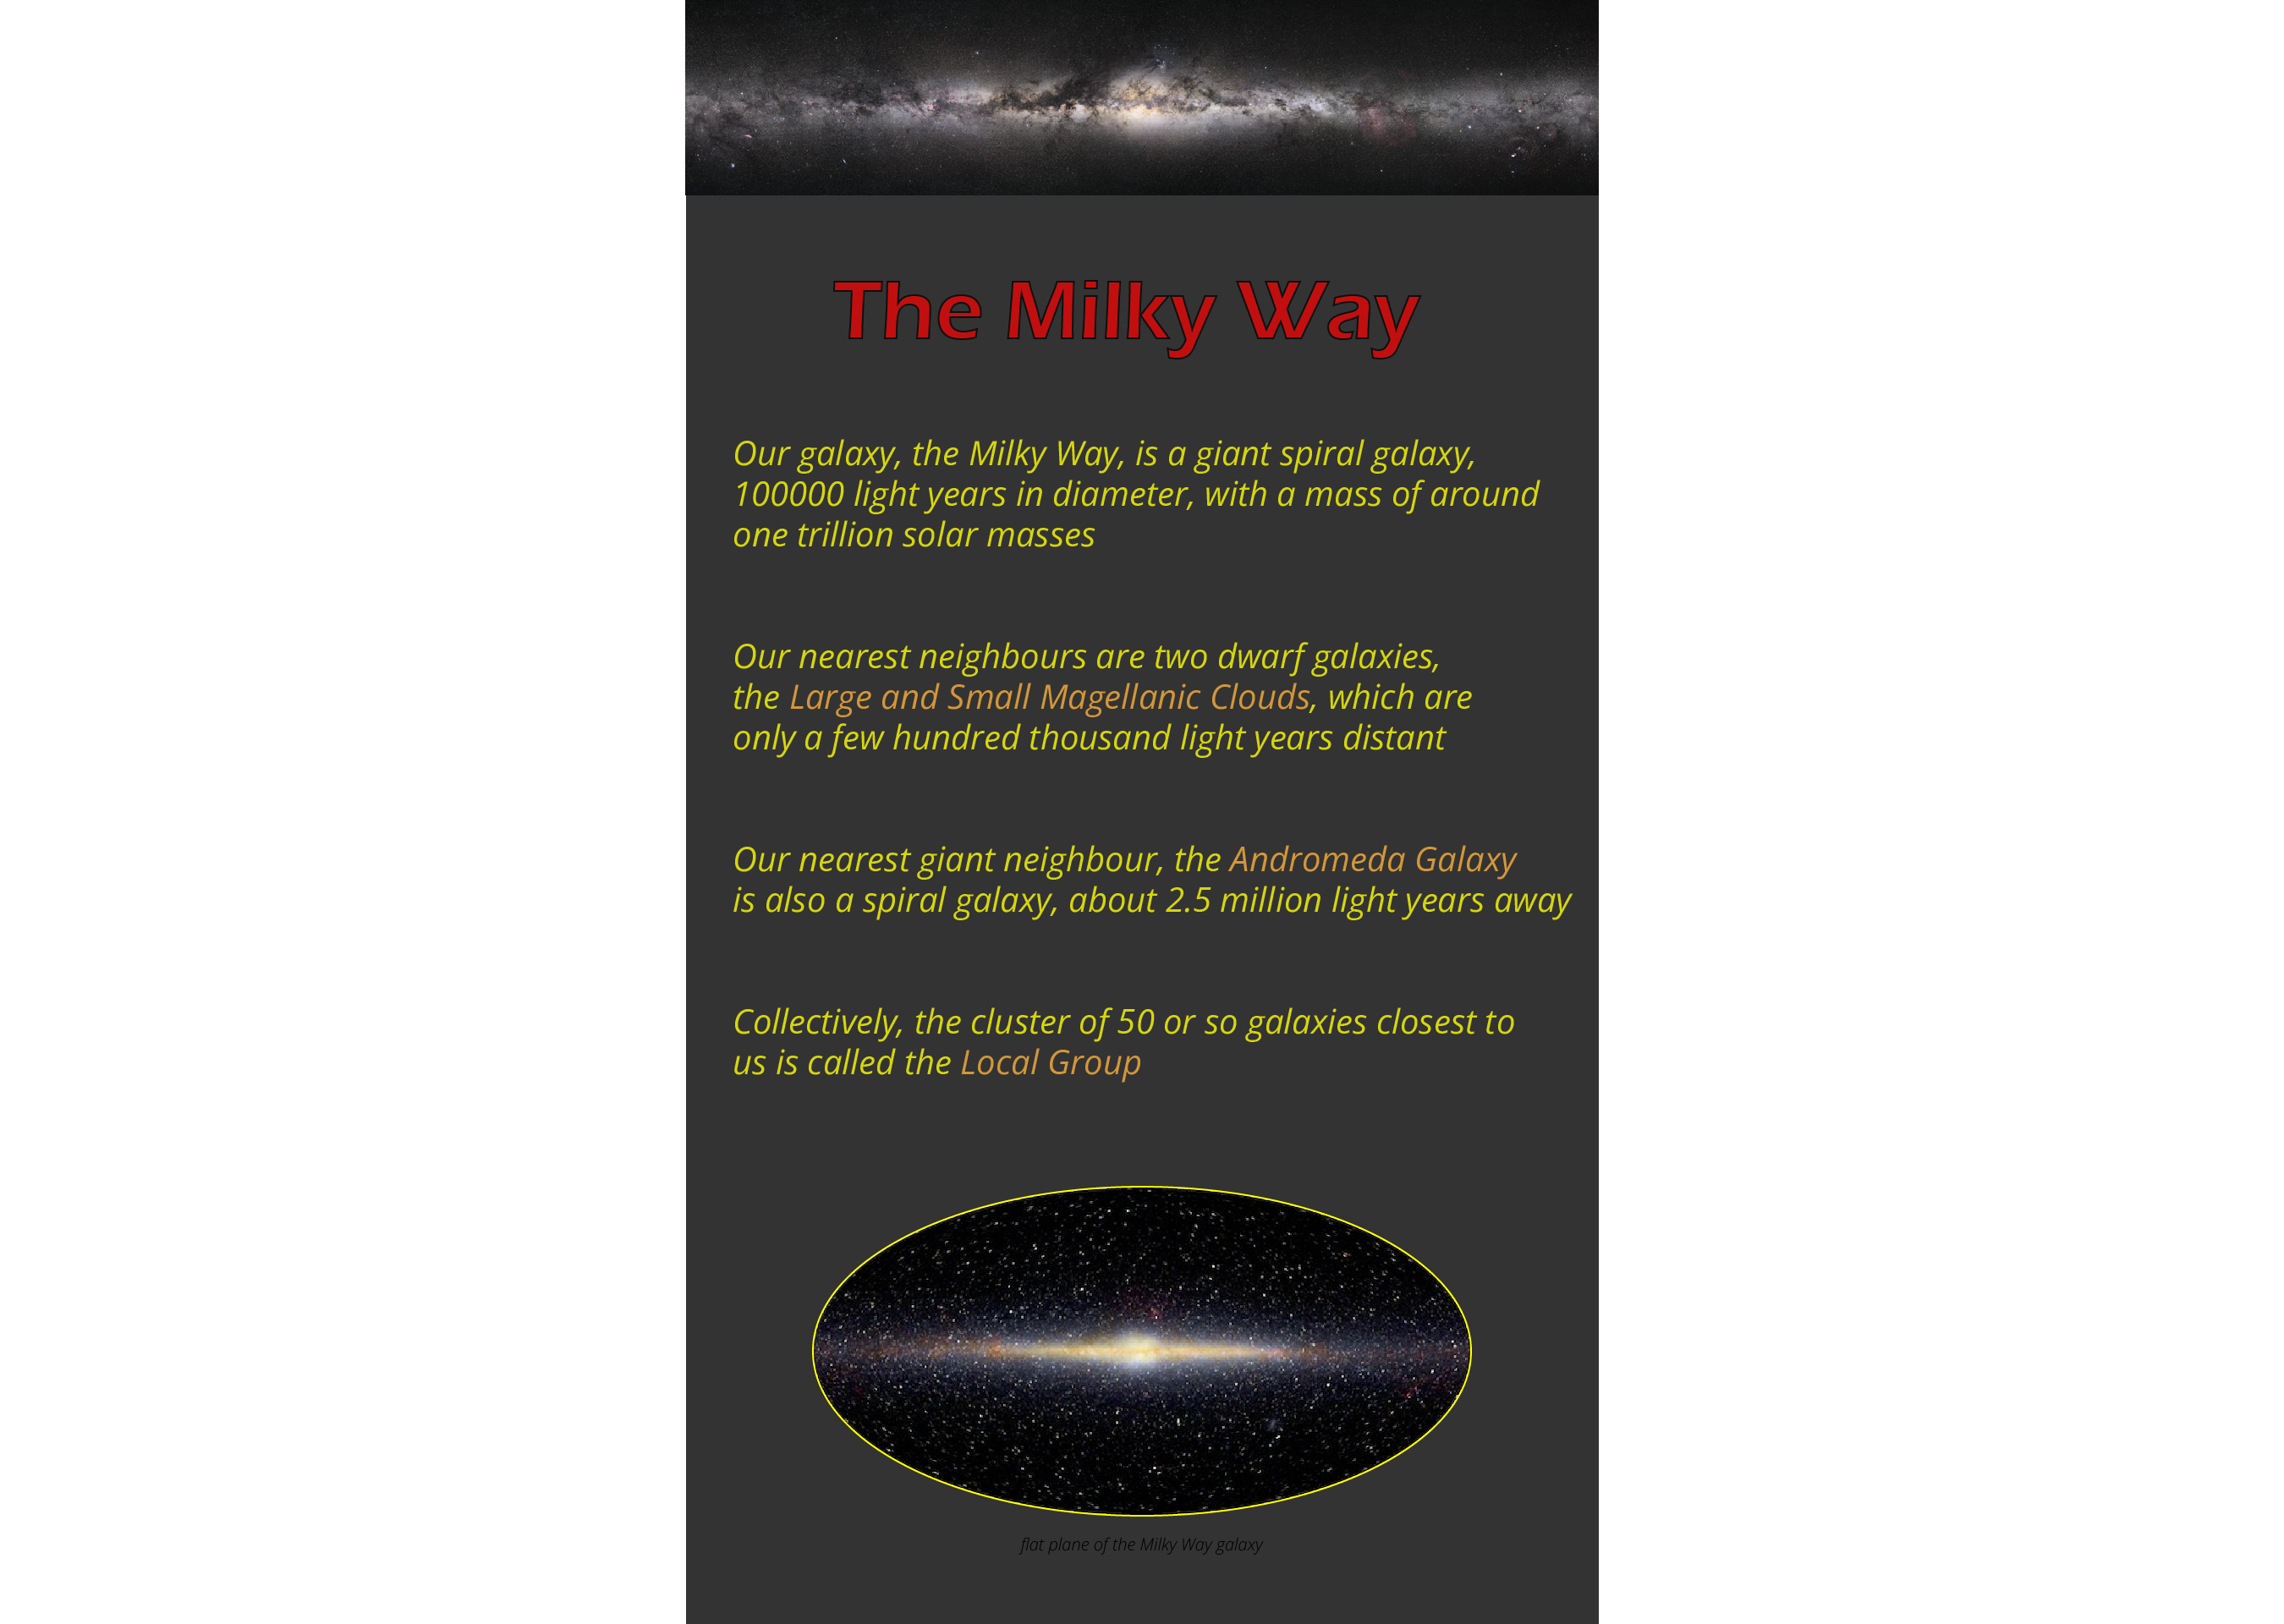 The Milky Way
Our galaxy, the Milky Way, is a giant spiral galaxy,
100000 light years in diameter, with a mass of around
one trillion solar masses
Our nearest neighbours are two dwarf galaxies,
the Large and Small Magellanic Clouds, which are
only a few hundred thousand light years distant
Our nearest giant neighbour, the Andromeda Galaxy
is also a spiral galaxy, about 2.5 million light years away
Collectively, the cluster of 50 or so galaxies closest to
us is called the Local Group
flat plane of the Milky Way galaxy